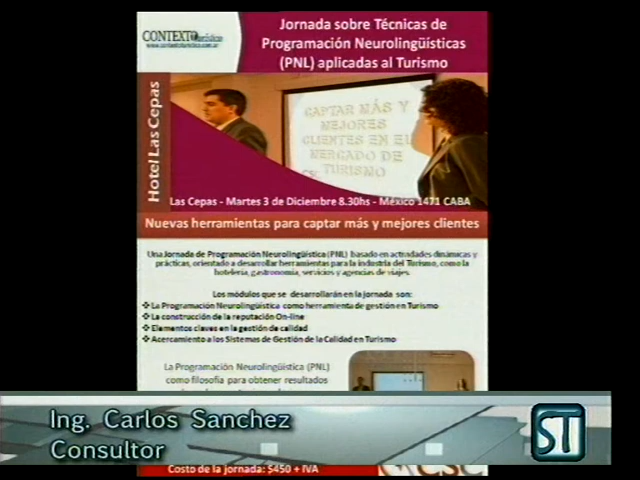 CONTEXTO
www.contextoturistico.com.ar
Jornada sobre Técnicas de
Programación Neurolingüísticas
(PNL) aplicadas al Turismo
Hotel Las Cepas
CAPTAR MÁS Y
MEJORES
CLIENTES EN EL
MERCADO DE
TURISMO
Las Cepas - Martes 3 de Diciembre 8.30hs - México 1471 CABA
Nuevas herramientas para captar más y mejores clientes
Una Jornada de Programación Neurolingüística (PNL) basado en actividades dinámicas y
prácticas, orientado a desarrollar herramientas para la industria del Turismo, como la
hotelería, gastronomía, servicios y agencias de viajes.
Los módulos que se desarrollarán en la jornada son:
❖ La Programación Neurolingüística como herramienta de gestión en Turismo
❖ La construcción de la reputación On-line
❖ Elementos claves en la gestión de calidad
❖ Acercamiento a los Sistemas de Gestión de la Calidad en Turismo
La Programación Neurolingüística (PNL)
como filosofía para obtener resultados
Ing. Carlos Sanchez
Consultor
ST
Costo de la jornada: $450 + IVA